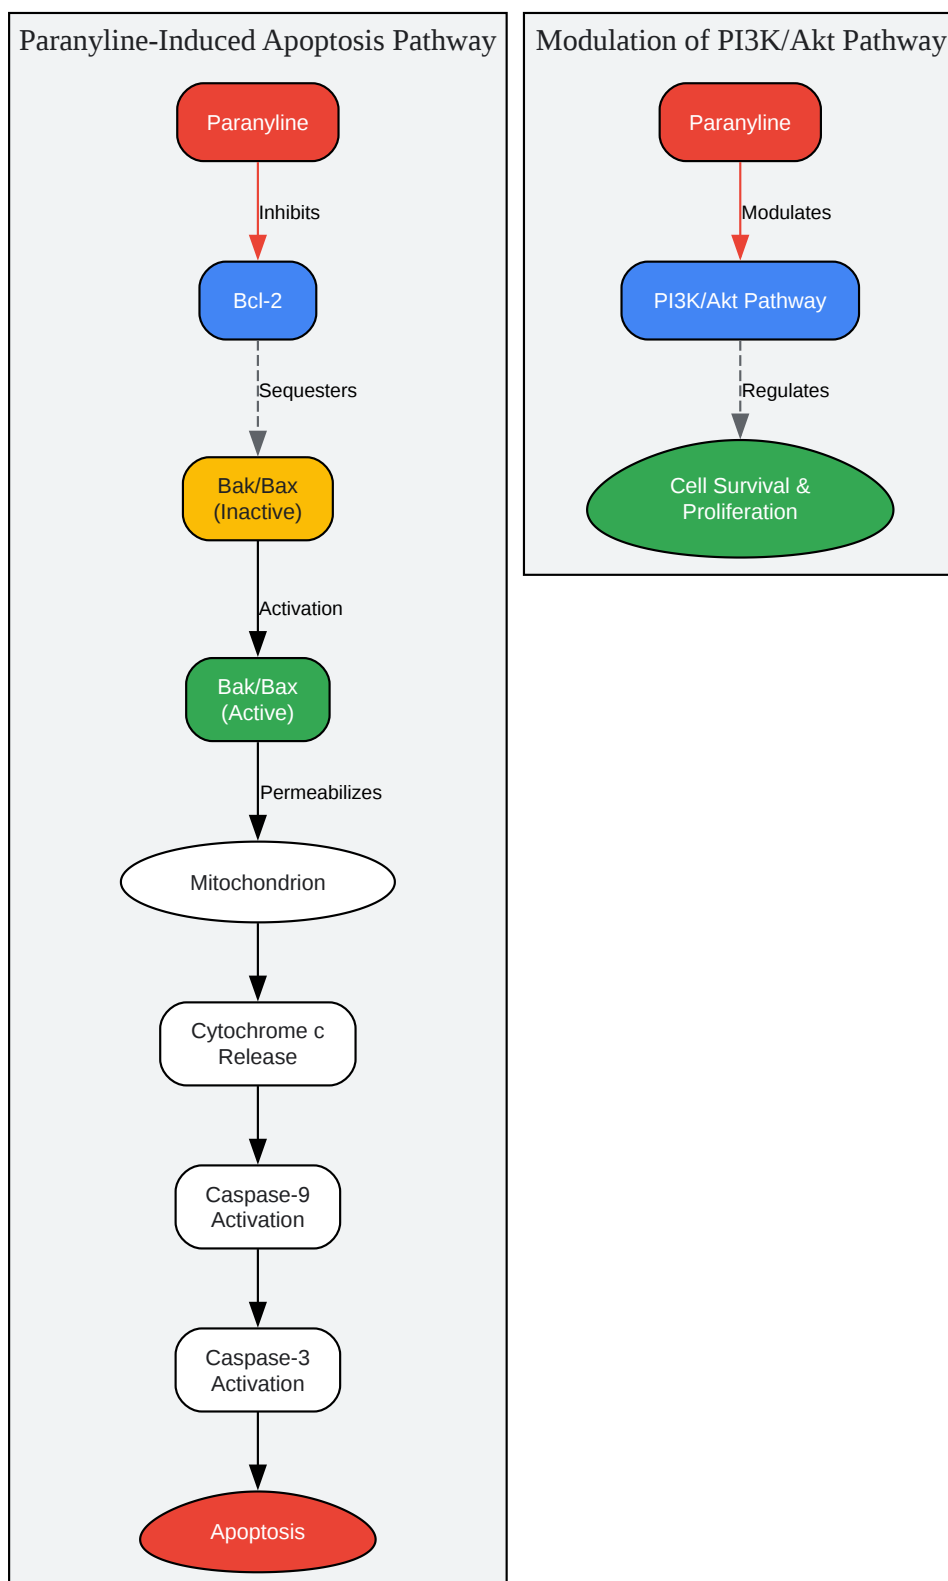 Paranyline-Induced Apoptosis Pathway
Paranyline
Inhibits
Bcl-2
Sequesters
Bak/Bax
(Inactive)
Activation
Bak/Bax
(Active)
Permeabilizes
Mitochondrion
Cytochrome c
Release
Caspase-9
Activation
Caspase-3
Activation
Apoptosis
Modulation of PI3K/Akt Pathway
Paranyline
Modulates
PI3K/Akt Pathway
Regulates
Cell Survival &
Proliferation